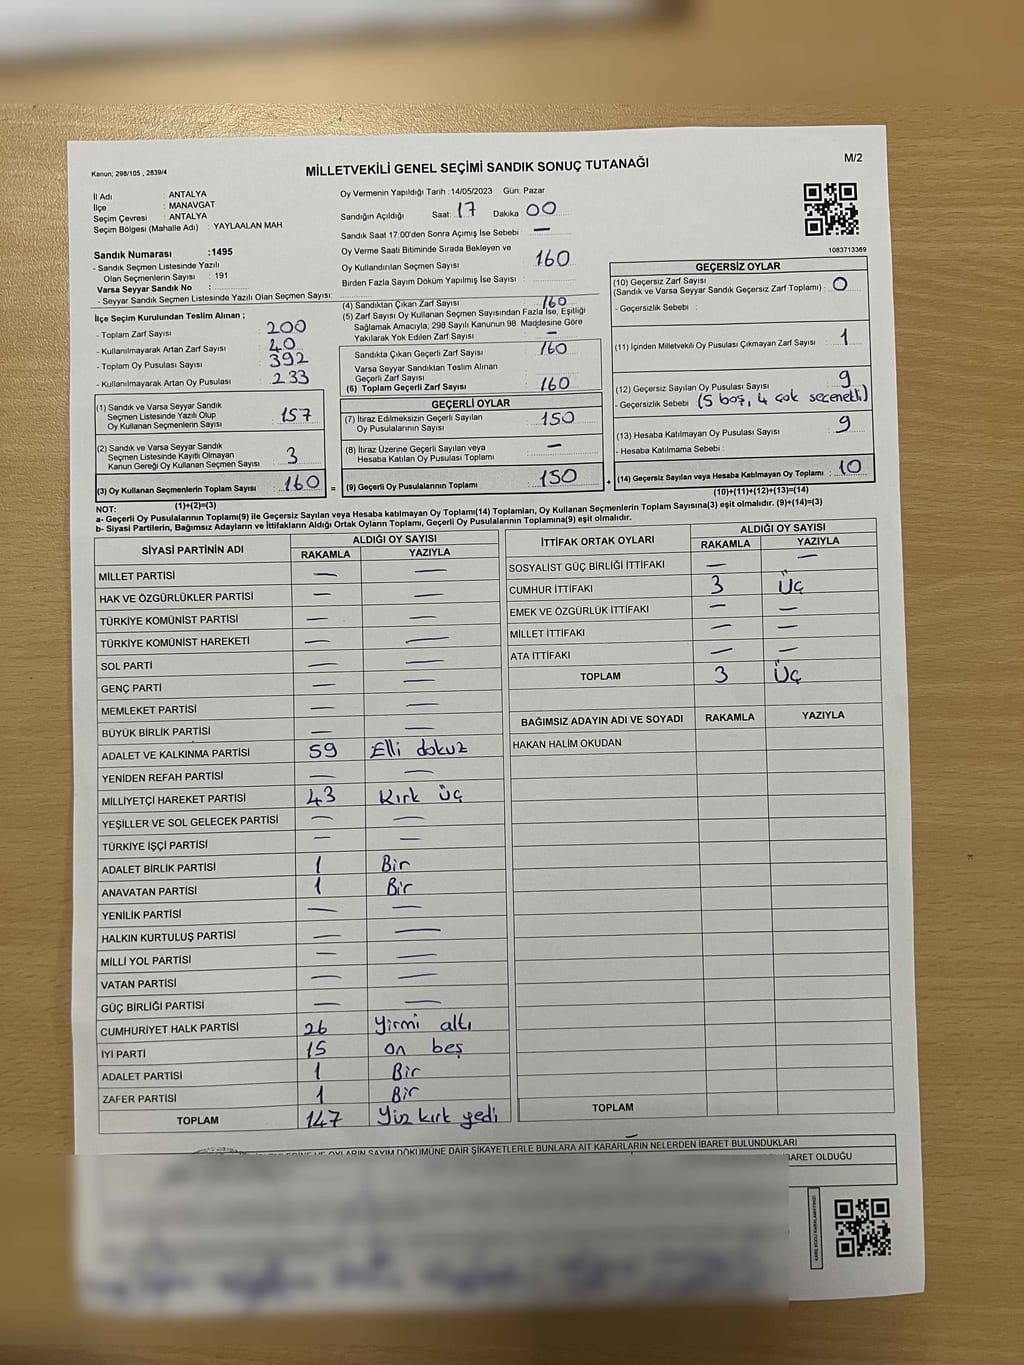 M/2
Kanun; 298/105 , 2839/4
MİLLETVEKİLİ GENEL SEÇİMİ SANDIK SONUÇ TUTANAĞI
İl Adı : ANTALYA
İlçe : MANAVGAT
Seçim Çevresi : ANTALYA
Seçim Bölgesi (Mahalle Adı) : YAYLAALAN MAH
Sandık Numarası :1495
- Sandık Seçmen Listesinde Yazılı
Olan Seçmenlerin Sayısı : 191
Varsa Seyyar Sandık No :
- Seyyar Sandık Seçmen Listesinde Yazılı Olan Seçmen Sayısı:
İlçe Seçim Kurulundan Teslim Alınan ;
- Toplam Zarf Sayısı : 200
- Kullanılmayarak Artan Zarf Sayısı : 40
- Toplam Oy Pusulası Sayısı : 392
- Kullanılmayarak Artan Oy Pusulası : 233
(1) Sandık ve Varsa Seyyar Sandık
Seçmen Listesinde Yazılı Olup
Oy Kullanan Seçmenlerin Sayısı : 157
(2) Sandık ve Varsa Seyyar Sandık
Seçmen Listesinde Kayıtlı Olmayan
Kanun Gereği Oy Kullanan Seçmen Sayısı : 3
(3) Oy Kullanan Seçmenlerin Toplam Sayısı : 160 =
(1)+(2)=(3)
Oy Vermenin Yapıldığı Tarih :14/05/2023 Gün: Pazar
Sandığın Açıldığı Saat: 17 Dakika 00
Sandık Saat 17:00'den Sonra Açımış İse Sebebi : —
Oy Verme Saati Bitiminde Sırada Bekleyen ve
Oy Kullandırılan Seçmen Sayısı : 160
Birden Fazla Sayım Döküm Yapılmış İse Sayısı :
(4) Sandıktan Çıkan Zarf Sayısı : 160
(5) Zarf Sayısı Oy Kullanan Seçmen Sayısından Fazla İse, Eşitliği
Sağlamak Amacıyla, 298 Sayılı Kanunun 98. Maddesine Göre
Yakılarak Yok Edilen Zarf Sayısı : —
Sandıkta Çıkan Geçerli Zarf Sayısı : 160
Varsa Seyyar Sandıktan Teslim Alınan
Geçerli Zarf Sayısı :
(6) Toplam Geçerli Zarf Sayısı : 160
GEÇERLİ OYLAR
(7) İtiraz Edilmeksizin Geçerli Sayılan
Oy Pusulalarının Sayısı : 150
(8) İtiraz Üzerine Geçerli Sayılan veya
Hesaba Katılan Oy Pusulası Toplamı : —
(9) Geçerli Oy Pusulalarının Toplamı : 150 +
1083713369
GEÇERSİZ OYLAR
(10) Geçersiz Zarf Sayısı
(Sandık ve Varsa Seyyar Sandık Geçersiz Zarf Toplamı) : 0
- Geçersizlik Sebebi :
(11) İçinden Milletvekili Oy Pusulası Çıkmayan Zarf Sayısı : 1
(12) Geçersiz Sayılan Oy Pusulası Sayısı : 9
- Geçersizlik Sebebi : (5 boş, 4 çok seçenekli)
(13) Hesaba Katılmayan Oy Pusulası Sayısı : 9
- Hesaba Katılmama Sebebi :
(14) Geçersiz Sayılan veya Hesaba Katılmayan Oy Toplamı : 10
(10)+(11)+(12)+(13)=(14)
NOT:
a- Geçerli Oy Pusulalarının Toplamı(9) ile Geçersiz Sayılan veya Hesaba katılmayan Oy Toplamı(14) Toplamları, Oy Kullanan Seçmenlerin Toplam Sayısına(3) eşit olmalıdır. (9)+(14)=(3)
b- Siyasi Partilerin, Bağımsız Adayların ve İttifakların Aldığı Ortak Oyların Toplamı, Geçerli Oy Pusulalarının Toplamına(9) eşit olmalıdır.
SİYASİ PARTİNİN ADI ALDIĞI OY SAYISI
RAKAMLA YAZIYLA
MİLLET PARTİSİ — —
HAK VE ÖZGÜRLÜKLER PARTİSİ — —
TÜRKİYE KOMÜNİST PARTİSİ — —
TÜRKİYE KOMÜNİST HAREKETİ — —
SOL PARTİ — —
GENÇ PARTİ — —
MEMLEKET PARTİSİ — —
BÜYÜK BİRLİK PARTİSİ — —
ADALET VE KALKINMA PARTİSİ 59 Elli dokuz
YENİDEN REFAH PARTİSİ — —
MİLLİYETÇİ HAREKET PARTİSİ 43 Kırk üç
YEŞİLLER VE SOL GELECEK PARTİSİ — —
TÜRKİYE İŞÇİ PARTİSİ — —
ADALET BİRLİK PARTİSİ 1 Bir
ANAVATAN PARTİSİ 1 Bir
YENİLİK PARTİSİ — —
HALKIN KURTULUŞ PARTİSİ — —
MİLLİ YOL PARTİSİ — —
VATAN PARTİSİ — —
GÜÇ BİRLİĞİ PARTİSİ — —
CUMHURİYET HALK PARTİSİ 26 Yirmi altı
İYİ PARTİ 15 on beş
ADALET PARTİSİ 1 Bir
ZAFER PARTİSİ 1 Bir
TOPLAM 147 Yüz kırk yedi
İTTİFAK ORTAK OYLARI ALDIĞI OY SAYISI
RAKAMLA YAZIYLA
SOSYALİST GÜÇ BİRLİĞİ İTTİFAKI — —
CUMHUR İTTİFAKI 3 Üç
EMEK VE ÖZGÜRLÜK İTTİFAKI — —
MİLLET İTTİFAKI — —
ATA İTTİFAKI — —
TOPLAM 3 Üç
BAĞIMSIZ ADAYIN ADI VE SOYADI RAKAMLA YAZIYLA
HAKAN HALİM OKUDAN
TOPLAM
OYLARIN SAYIM DÖKÜMÜNE DAİR ŞİKAYETLERLE BUNLARA AİT KARARLARIN NELERDEN İBARET BULUNDUKLARI
OLDUĞU